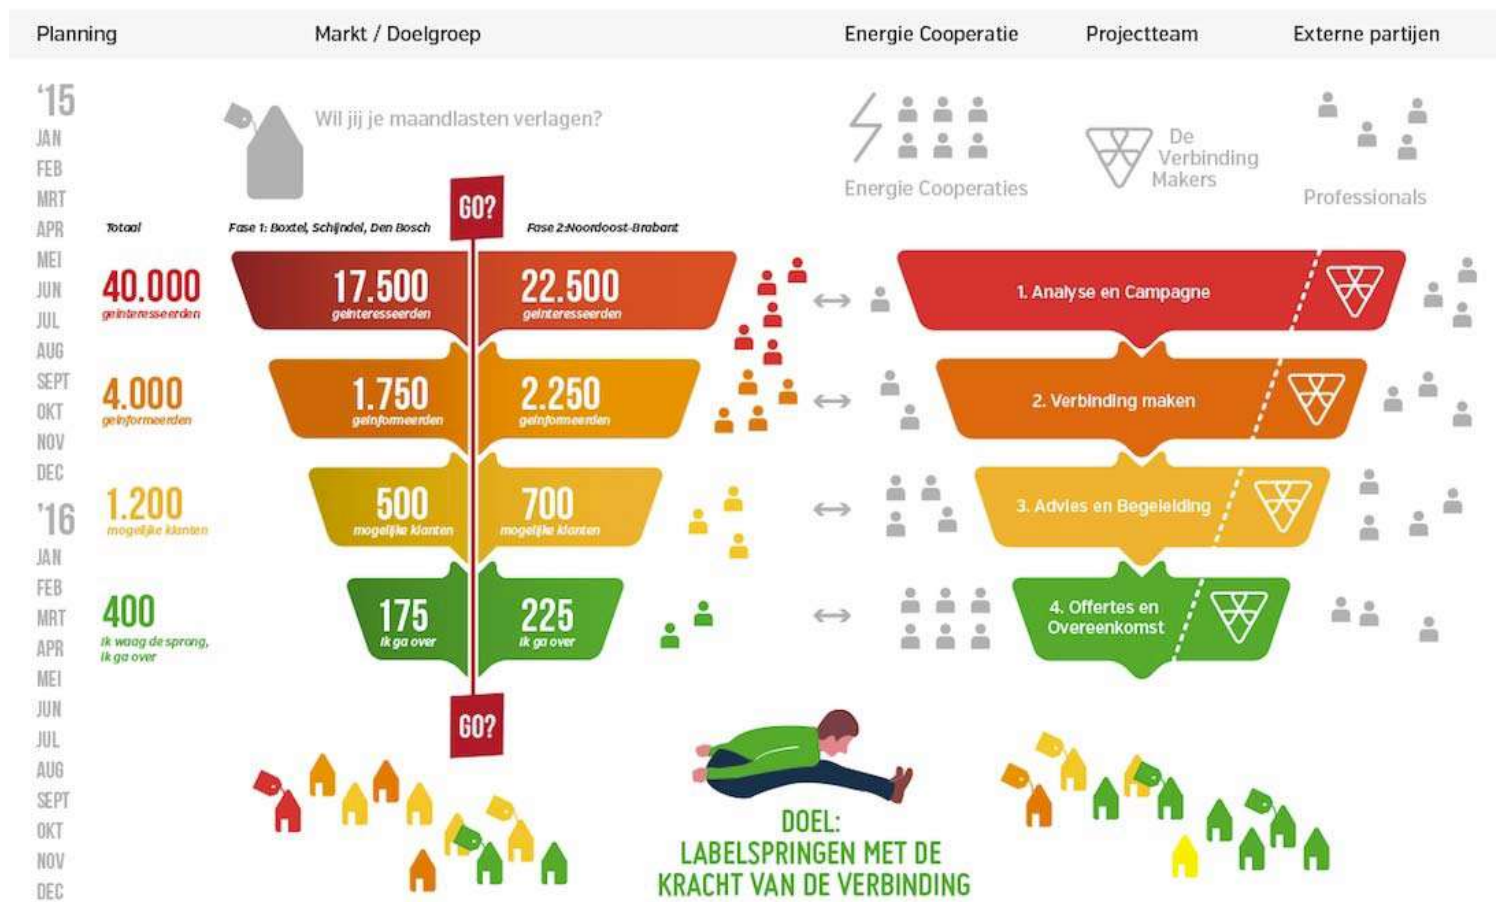 Planning
Markt / Doelgroep
Energie Cooperatie
Projectteam
Externe partijen
'15
JAN
FEB
MRT
APR
MEI
JUN
JUL
AUG
SEPT
OKT
NOV
DEC
'16
JAN
FEB
MRT
APR
MEI
JUN
JUL
AUG
SEPT
OKT
NOV
DEC
Wil jij je maandlasten verlagen?
Energie Cooperaties
De
Verbinding
Makers
Professionals
GO?
Totaal
Fase 1: Boxtel, Schijndel, Den Bosch
Fase 2:Noordoost-Brabant
40.000
geinteresseerden
17.500
geinteresseerden
22.500
geinteresseerden
1. Analyse en Campagne
4.000
geinformeerden
1.750
geinformeerden
2.250
geinformeerden
2. Verbinding maken
1.200
mogelijke klanten
500
mogelijke klanten
700
mogelijke klanten
3. Advies en Begeleiding
400
Ik waag de sprong,
ik ga over
175
Ik ga over
225
Ik ga over
4. Offertes en
Overeenkomst
GO?
DOEL:
LABELSPRINGEN MET DE
KRACHT VAN DE VERBINDING